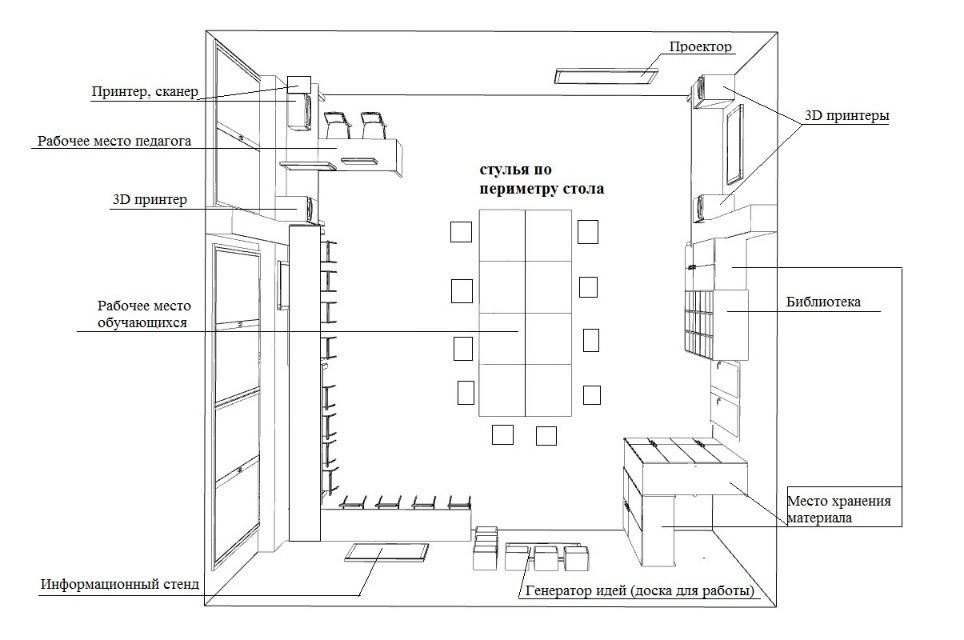 Проектор
Принтер, сканер
3D принтеры
Рабочее место педагога
стулья по
периметру стола
3D принтер
Библиотека
Рабочее место
обучающихся
Место хранения
материала
Информационный стенд
Генератор идей (доска для работы)